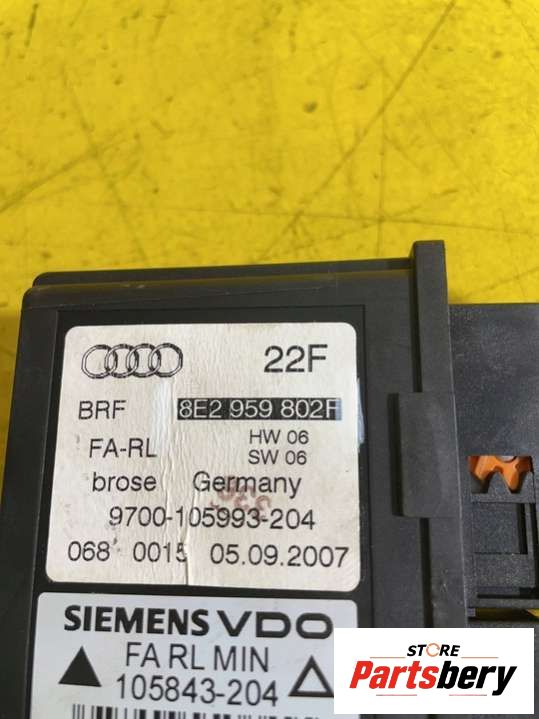 22F
BRF 8E2 959 802F
FA-RL HW 06
SW 06
brose Germany
9700-105993-204
068 0015 05.09.2007
SIEMENS VDO
FA RL MIN
105843-204
STORE
Partsbery